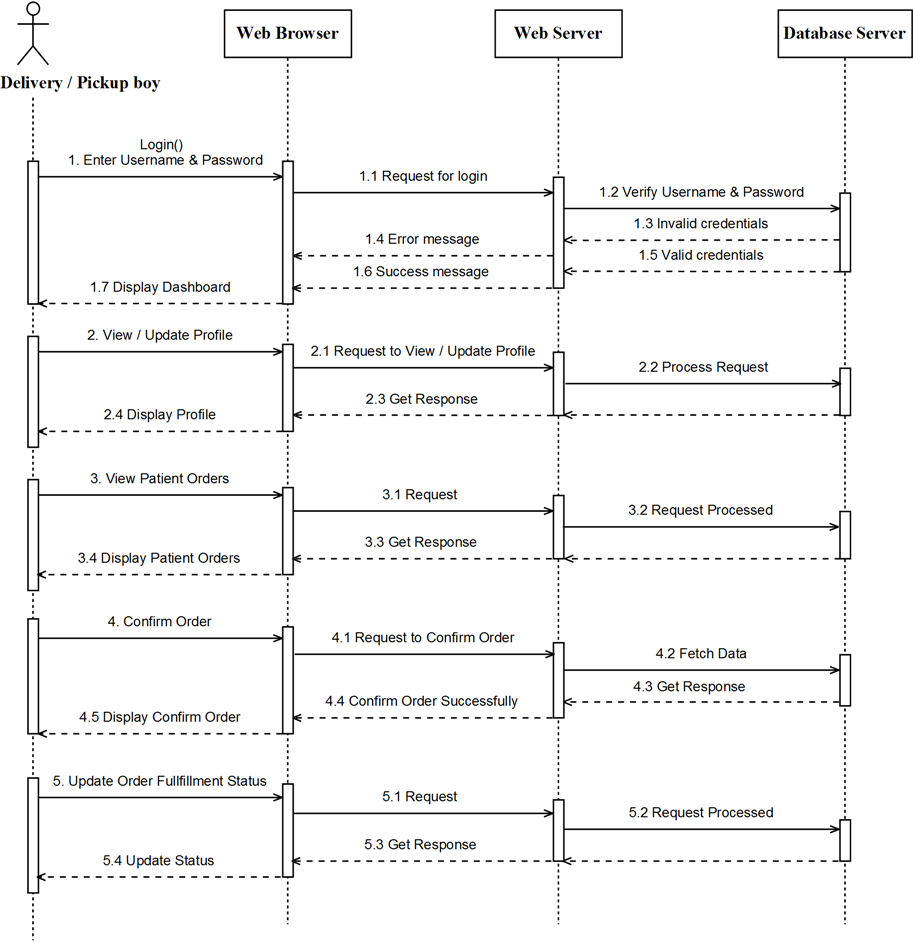 Web Browser
Web Server
Database Server
Delivery / Pickup boy
Login()
1. Enter Username & Password
1.1 Request for login
1.2 Verify Username & Password
1.3 Invalid credentials
1.4 Error message
1.5 Valid credentials
1.6 Success message
1.7 Display Dashboard
2. View / Update Profile
2.1 Request to View / Update Profile
2.2 Process Request
2.3 Get Response
2.4 Display Profile
3. View Patient Orders
3.1 Request
3.2 Request Processed
3.3 Get Response
3.4 Display Patient Orders
4. Confirm Order
4.1 Request to Confirm Order
4.2 Fetch Data
4.3 Get Response
4.4 Confirm Order Successfully
4.5 Display Confirm Order
5. Update Order Fullfillment Status
5.1 Request
5.2 Request Processed
5.3 Get Response
5.4 Update Status